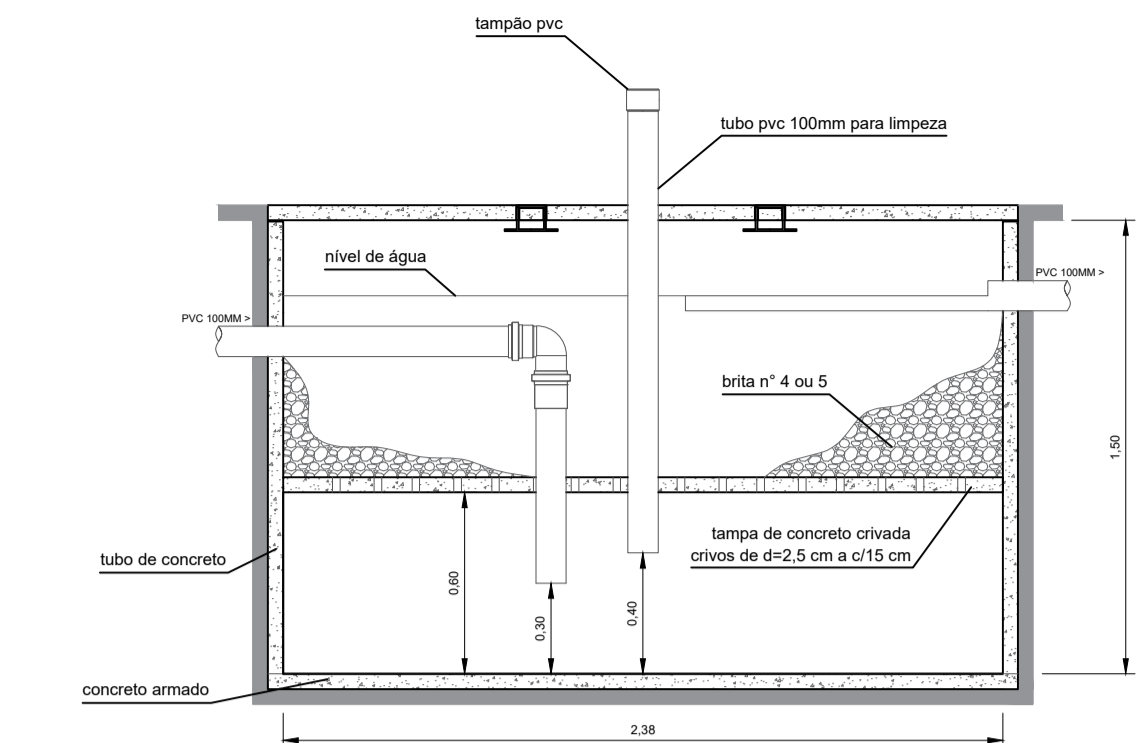 tampão pvc
tubo pvc 100mm para limpeza
nível de água
PVC 100MM >
PVC 100MM >
brita n° 4 ou 5
1,50
tampa de concreto crivada
crivos de d=2,5 cm a c/15 cm
tubo de concreto
0,60
0,30
0,40
concreto armado
2,38